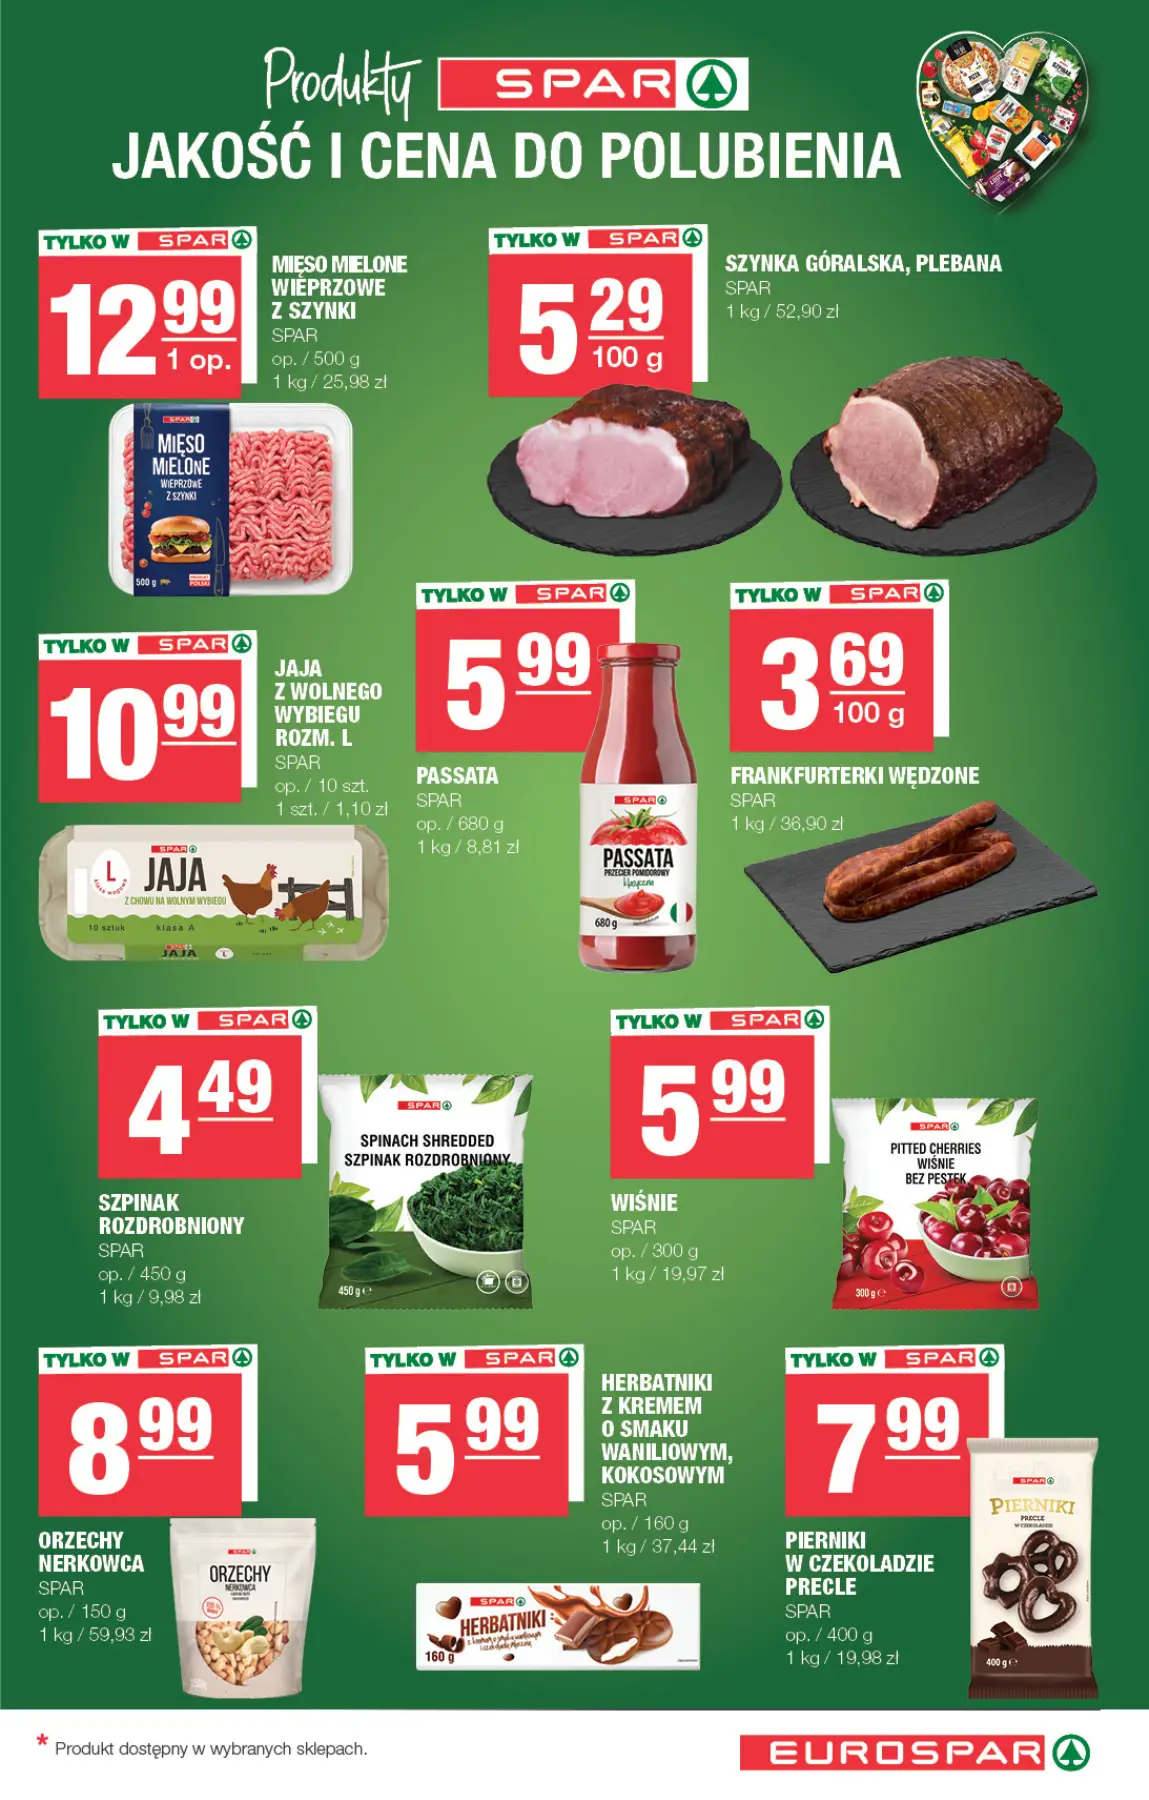 Produkty SPAR
JAKOŚĆ I CENA DO POLUBIENIA
TYLKO W SPAR
12 99
1 op.
MIĘSO MIELONE
WIEPRZOWE
Z SZYNKI
SPAR
op. / 500 g
1 kg / 25,98 zł
SPAR
MIĘSO
MIELONE
WIEPRZOWE
Z SZYNKI
500 g
PRODUKT
POLSKI
TYLKO W SPAR
5 29
100 g
SZYNKA GÓRALSKA, PLEBANA
SPAR
1 kg / 52,90 zł
TYLKO W SPAR
10 99
JAJA
Z WOLNEGO
WYBIEGU
ROZM. L
SPAR
op. / 10 szt.
1 szt. / 1,10 zł
SPAR
L
klasa wagowa
JAJA
Z CHOWU NA WOLNYM WYBIEGU
10 sztuk klasa A
JAJA
L
TYLKO W SPAR
5 99
PASSATA
SPAR
op. / 680 g
1 kg / 8,81 zł
SPAR
PASSATA
PRZECIER POMIDOROWY
klasyczna
680 g
TYLKO W SPAR
3 69
100 g
FRANKFURTERKI WĘDZONE
SPAR
1 kg / 36,90 zł
TYLKO W SPAR
4 49
SZPINAK
ROZDROBNIONY
SPAR
op. / 450 g
1 kg / 9,98 zł
SPAR
SPINACH SHREDDED
SZPINAK ROZDROBNIONY
450 g e
TYLKO W SPAR
5 99
WIŚNIE
SPAR
op. / 300 g
1 kg / 19,97 zł
SPAR
PITTED CHERRIES
WIŚNIE
BEZ PESTEK
300 g e
TYLKO W SPAR
8 99
ORZECHY
NERKOWCA
SPAR
op. / 150 g
1 kg / 59,93 zł
SPAR
ORZECHY
NERKOWCA
TYLKO W SPAR
5 99
HERBATNIKI
Z KREMEM
O SMAKU
WANILIOWYM,
KOKOSOWYM
SPAR
op. / 160 g
1 kg / 37,44 zł
SPAR
HERBATNIKI
160 g
TYLKO W SPAR
7 99
PIERNIKI
W CZEKOLADZIE
PRECLE
SPAR
op. / 400 g
1 kg / 19,98 zł
SPAR
PIERNIKI
PRECLE
W CZEKOLADZIE
400 g e
* Produkt dostępny w wybranych sklepach.
EUROSPAR